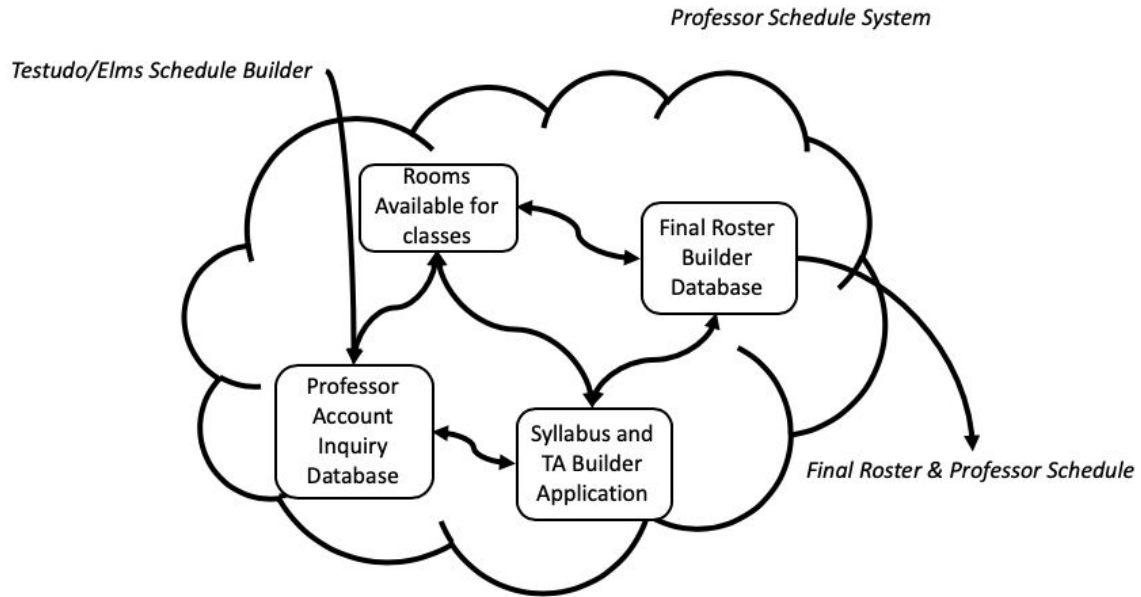 Professor Schedule System
Testudo/Elms Schedule Builder
Rooms
Available for
classes
Final Roster
Builder
Database
Professor
Account
Inquiry
Database
Syllabus and
TA Builder
Application
Final Roster & Professor Schedule